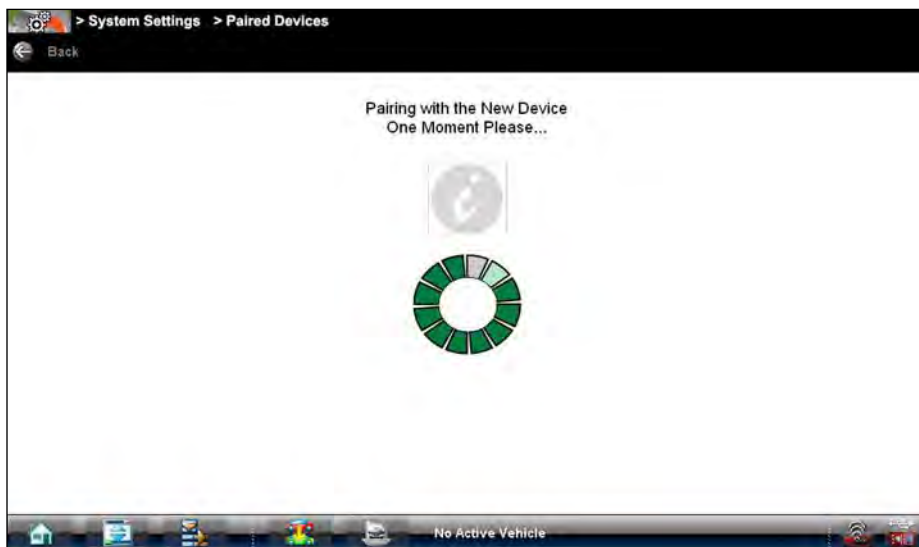 > System Settings > Paired Devices
Back
Pairing with the New Device
One Moment Please...
No Active Vehicle